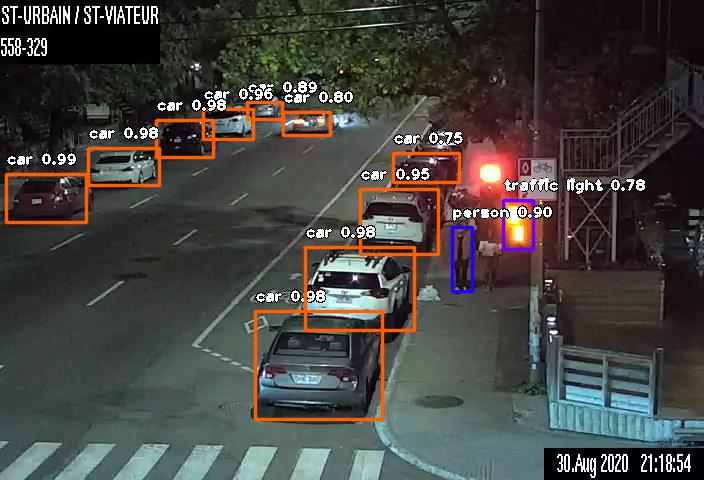 ST-URBAIN / ST-VIATEUR
558-329
car 0.89
car 0.96
car 0.80
car 0.98
car 0.98
car 0.75
car 0.99
car 0.95
traffic light 0.78
person 0.90
car 0.98
car 0.98
30.Aug 2020 21:18:54